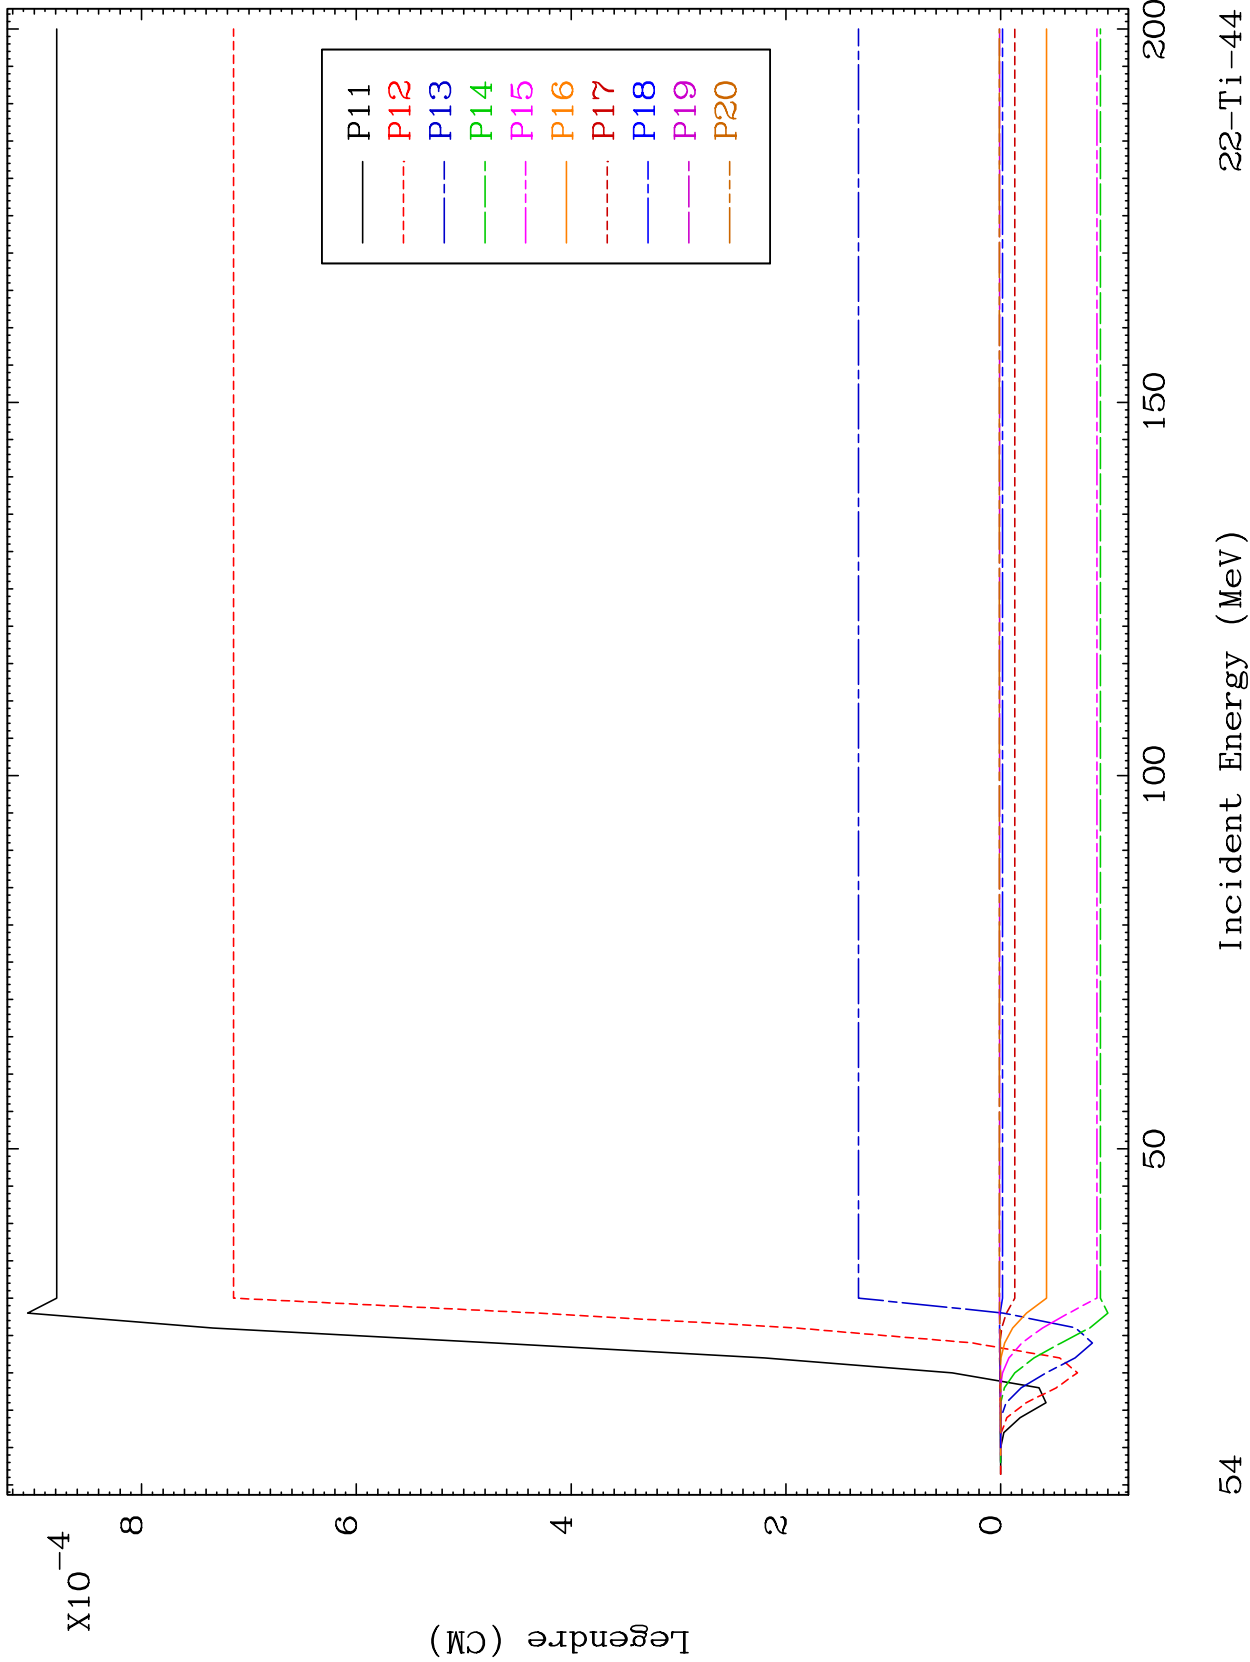 X10-4
8
6
4
2
0
Legendre (CM)
P11
P12
P13
P14
P15
P16
P17
P18
P19
P20
50
100
150
200
Incident Energy (MeV)
54
22-Ti-44